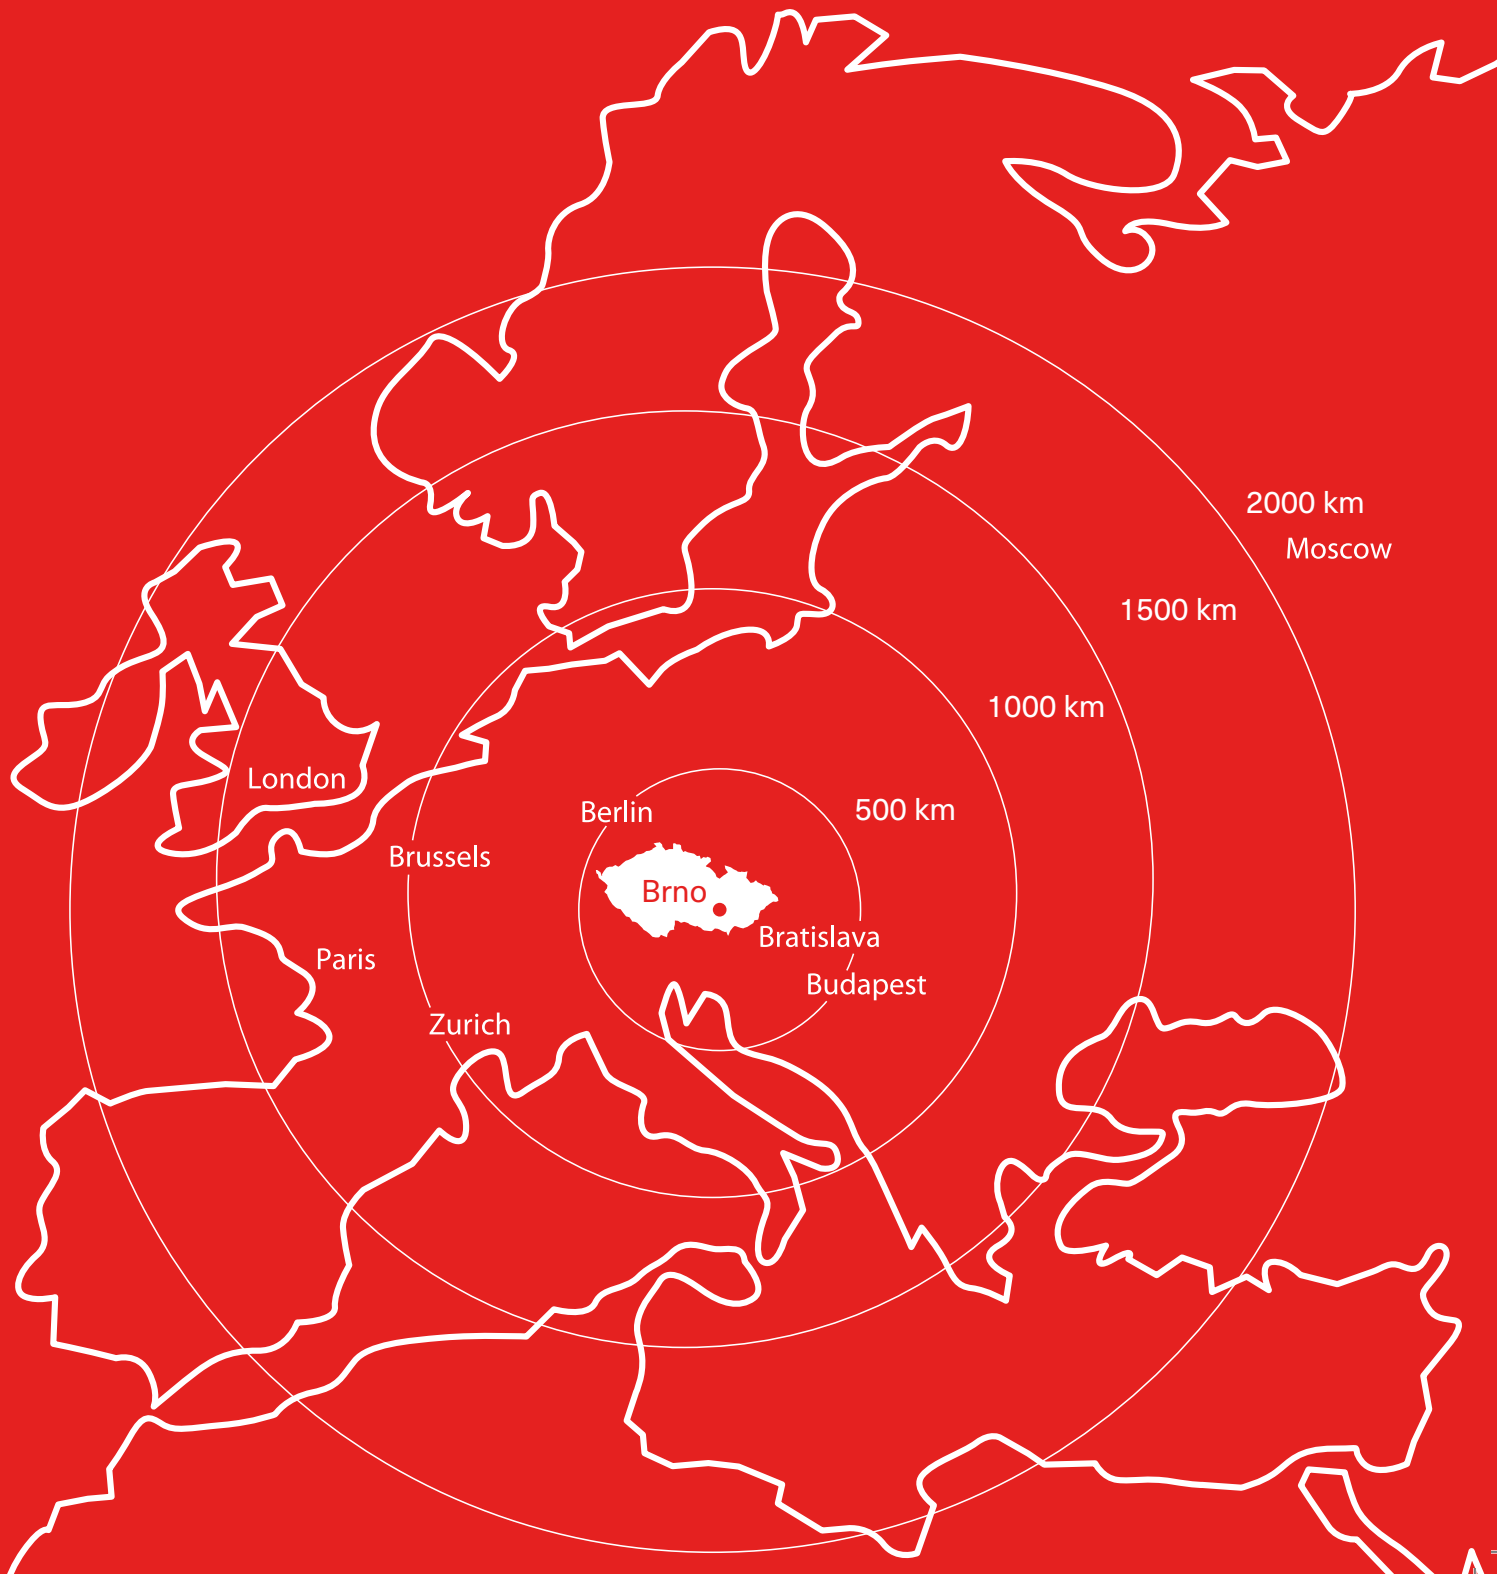 2000 km
Moscow
1500 km
1000 km
London
Berlin
500 km
Brussels
Brno
Bratislava
Paris
Budapest
Zurich